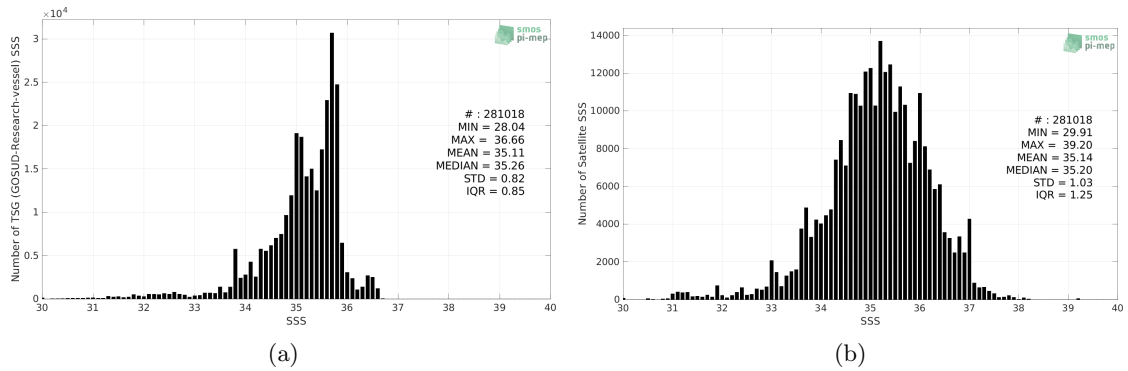 ×10^4
3
2.5
2
1.5
1
0.5
0
Number of TSG (GOSUD-Research-vessel) SSS
30 31 32 33 34 35 36 37 38 39 40
SSS
smos
pi-mep
# : 281018
MIN = 28.04
MAX = 36.66
MEAN = 35.11
MEDIAN = 35.26
STD = 0.82
IQR = 0.85
(a)
14000
12000
10000
8000
6000
4000
2000
0
Number of Satellite SSS
30 31 32 33 34 35 36 37 38 39 40
SSS
smos
pi-mep
# : 281018
MIN = 29.91
MAX = 39.20
MEAN = 35.14
MEDIAN = 35.20
STD = 1.03
IQR = 1.25
(b)